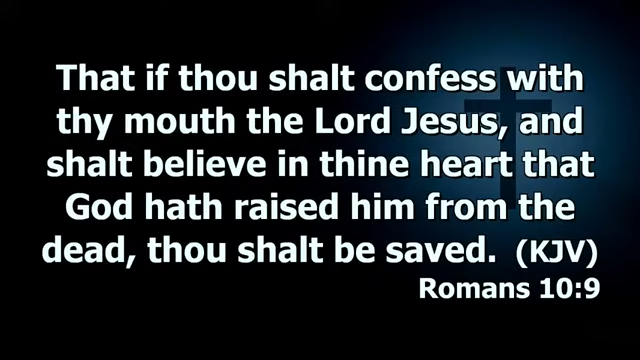 That if thou shalt confess with
thy mouth the Lord Jesus, and
shalt believe in thine heart that
God hath raised him from the
dead, thou shalt be saved. (KJV)
Romans 10:9